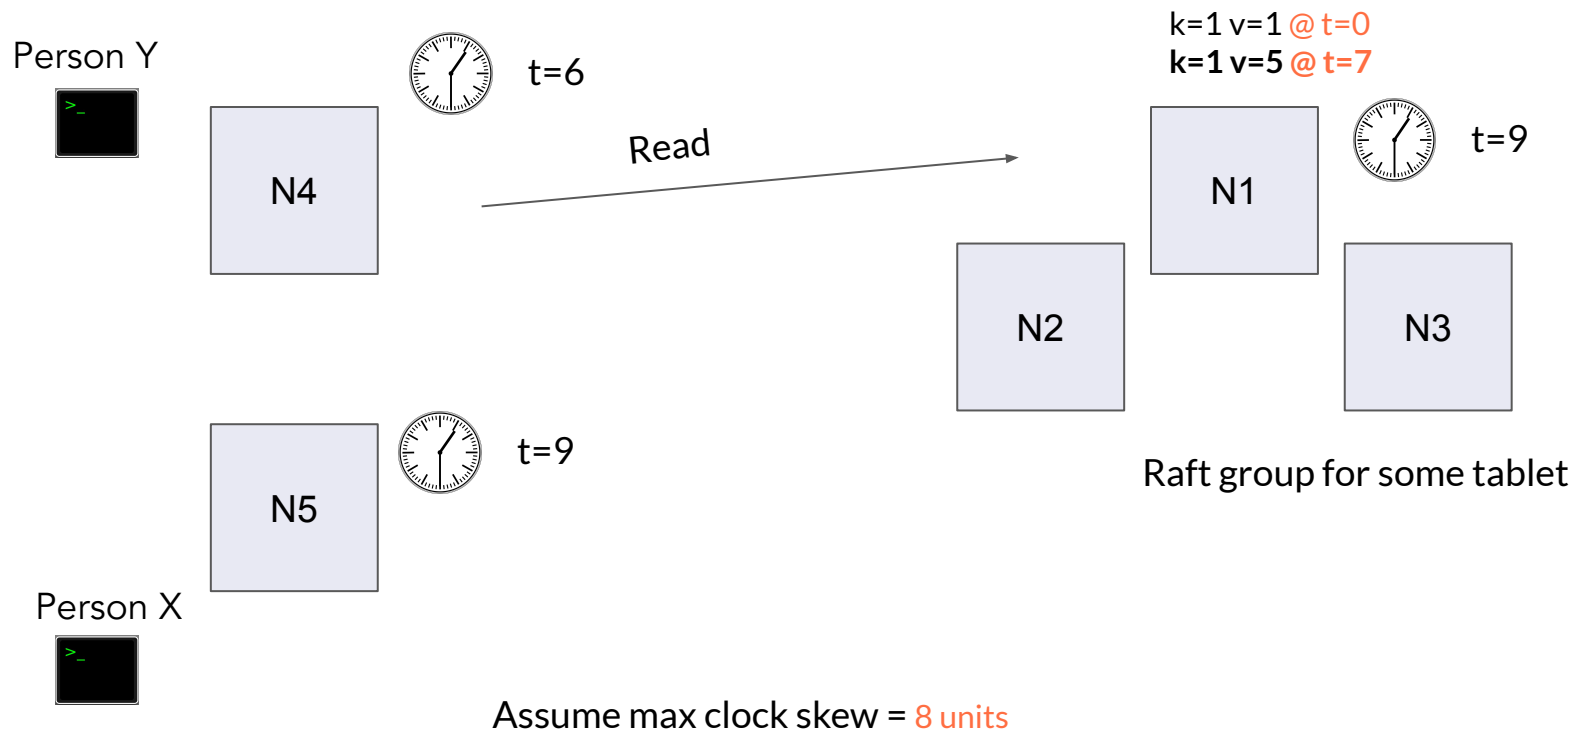 k=1 v=1 @ t=0
k=1 v=5 @ t=7
Person Y
>_
t=6
Read
t=9
N4
N1
N2
N3
t=9
Raft group for some tablet
N5
Person X
>_
Assume max clock skew = 8 units